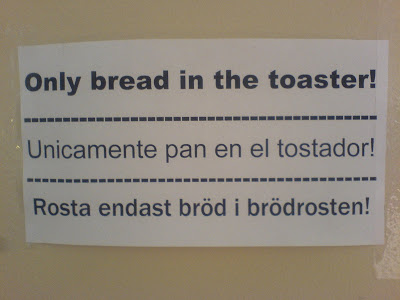 Only bread in the toaster!
Unicamente pan en el tostador!
Rosta endast bröd i brödrosten!